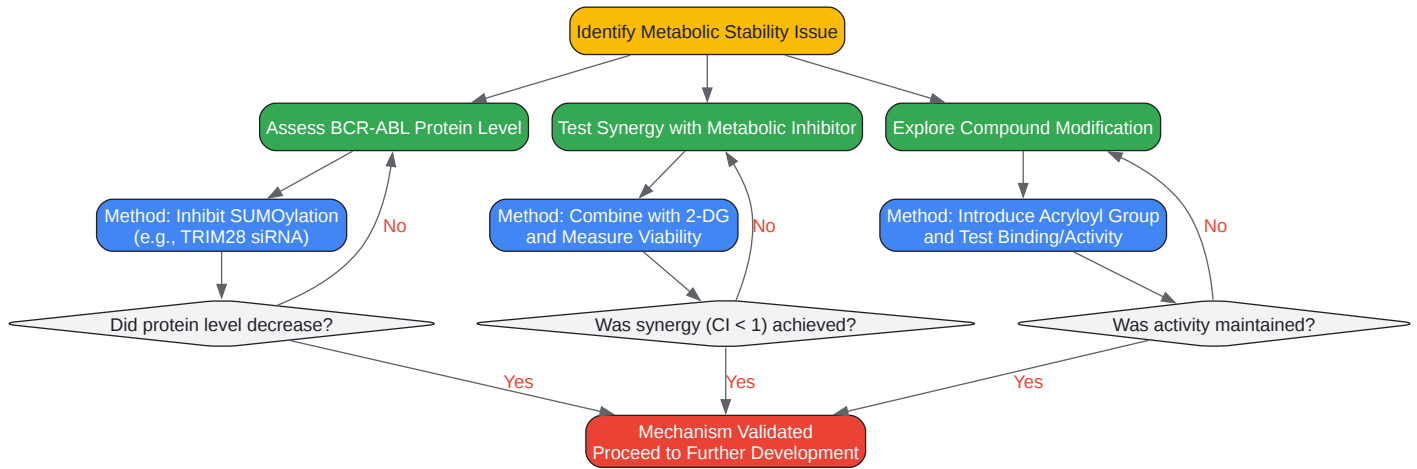 Identify Metabolic Stability Issue
Assess BCR-ABL Protein Level
Test Synergy with Metabolic Inhibitor
Explore Compound Modification
Method: Inhibit SUMOylation
(e.g., TRIM28 siRNA)
No
Method: Combine with 2-DG
and Measure Viability
No
Method: Introduce Acryloyl Group
and Test Binding/Activity
No
Did protein level decrease?
Was synergy (CI < 1) achieved?
Was activity maintained?
Yes
Yes
Yes
Mechanism Validated
Proceed to Further Development